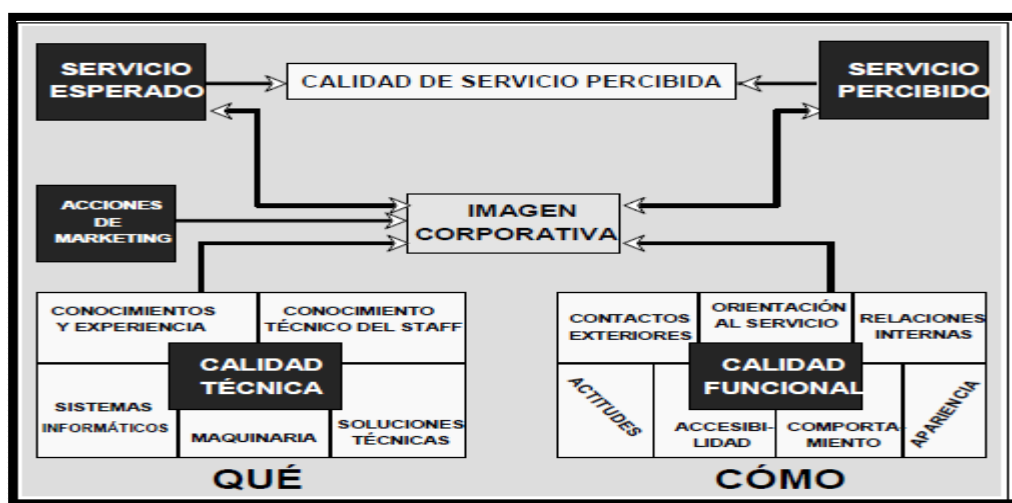 SERVICIO
ESPERADO
CALIDAD DE SERVICIO PERCIBIDA
SERVICIO
PERCIBIDO
ACCIONES
DE
MARKETING
IMAGEN
CORPORATIVA
CONOCIMIENTOS
Y EXPERIENCIA
CONOCIMIENTO
TÉCNICO DEL STAFF
CALIDAD
TÉCNICA
SISTEMAS
INFORMÁTICOS
MAQUINARIA
SOLUCIONES
TÉCNICAS
QUÉ
CONTACTOS
EXTERIORES
ORIENTACIÓN
AL SERVICIO
RELACIONES
INTERNAS
CALIDAD
FUNCIONAL
ACTITUDES
ACCESIBI-
LIDAD
COMPORTA-
MIENTO
APARIENCIA
CÓMO